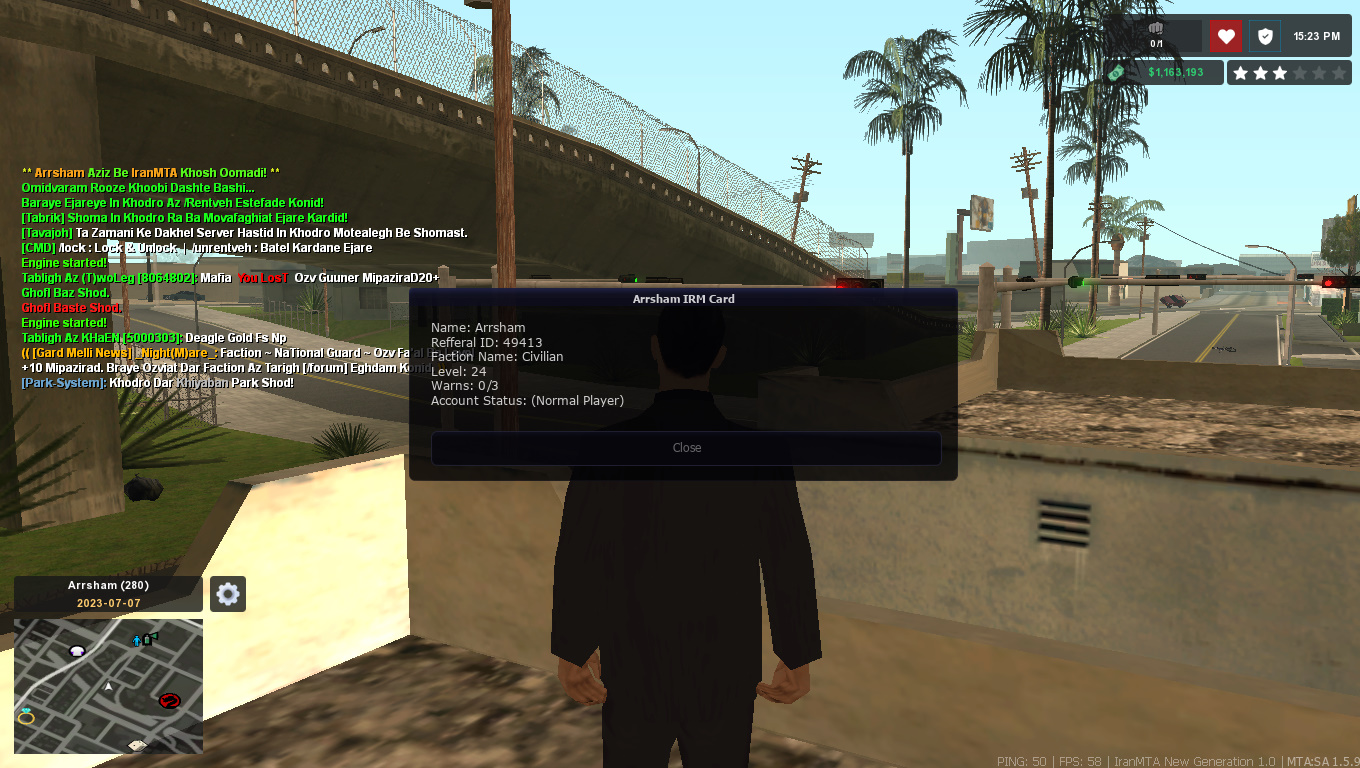 0/1
15:23 PM
$1,163,193
** Arrsham Aziz Be IranMTA Khosh Oomadi! **
Omidvaram Rooze Khoobi Dashte Bashi...
Baraye Ejareye In Khodro Az /Rentveh Estefade Konid!
[Tabrik] Shoma In Khodro Ra Ba Movafaghiat Ejare Kardid!
[Tavajoh] Ta Zamani Ke Dakhel Server Hastid In Khodro Motealegh Be Shomast.
[CMD] /lock : Lock & Unlock | /unrentveh : Batel Kardane Ejare
Engine started!
Tabligh Az (T)woLeg [8064802]: Mafia You Lost Ozv Guuner MipaziraD20+
Ghofl Baz Shod.
Ghofl Baste Shod.
Engine started!
Tabligh Az KHaEN [5000303]: Deagle Gold Fs Np
(( [Gard Melli News] _Night(M)are_: Faction ~ NaTional Guard ~ Ozv Fa'al
+10 Mipazirad. Braye Ozviat Dar Faction Az Tarigh [/forum] Eghdam Konid
[Park-System]: Khodro Dar Khiyaban Park Shod!
Arrsham IRM Card
Name: Arrsham
Refferal ID: 49413
Faction Name: Civilian
Level: 24
Warns: 0/3
Account Status: (Normal Player)
Close
Arrsham (280)
2023-07-07
PING: 50 | FPS: 58 | IranMTA New Generation 1.0 | MTA:SA 1.5.9